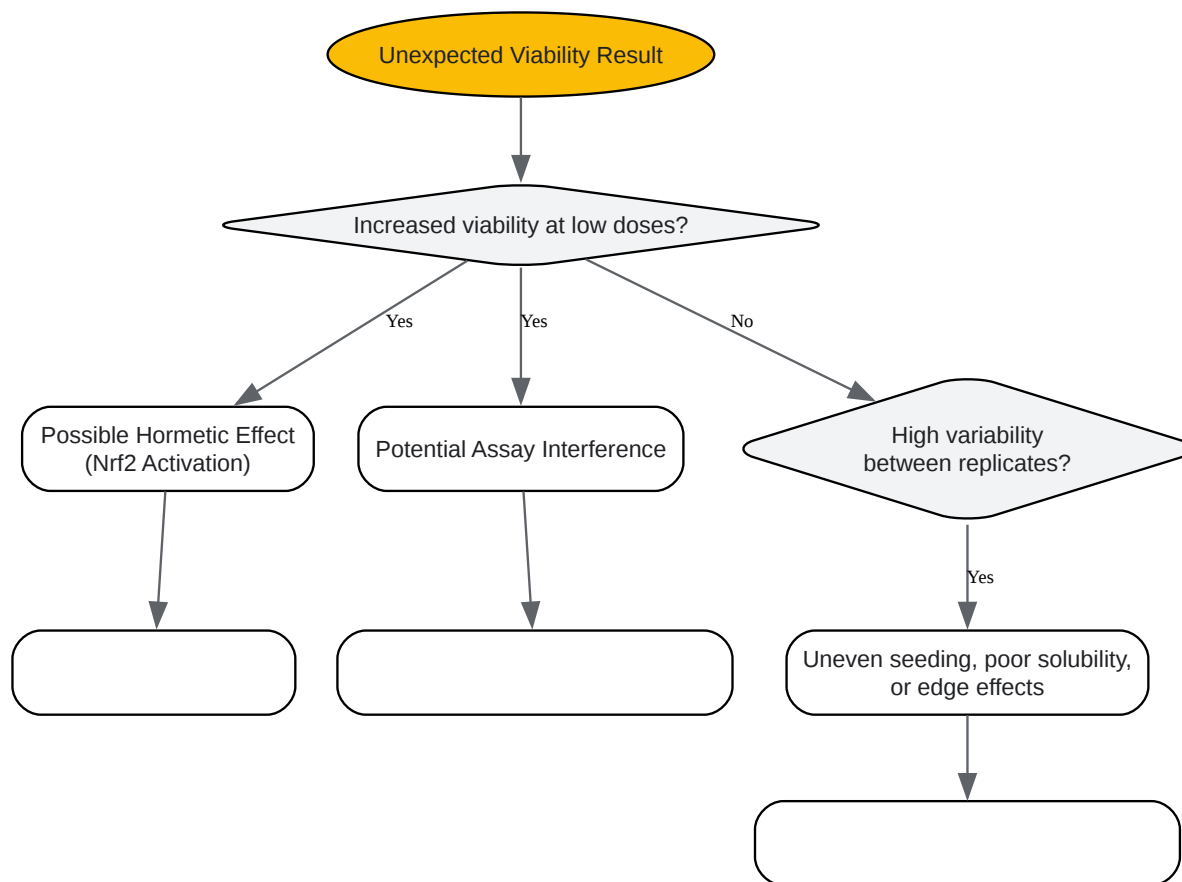 Unexpected Viability Result
Increased viability at low doses?
Yes
Yes
No
Possible Hormetic Effect
(Nrf2 Activation)
Potential Assay Interference
High variability
between replicates?
Yes
Uneven seeding, poor solubility,
or edge effects